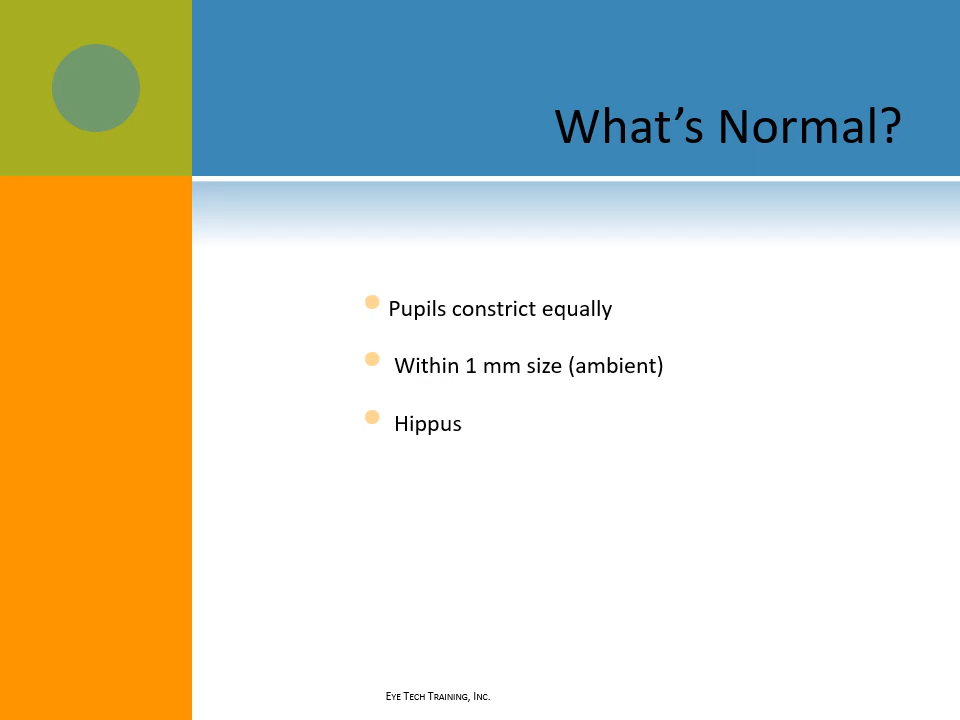 What’s Normal?
Pupils constrict equally
Within 1 mm size (ambient)
Hippus
Eye Tech Training, Inc.